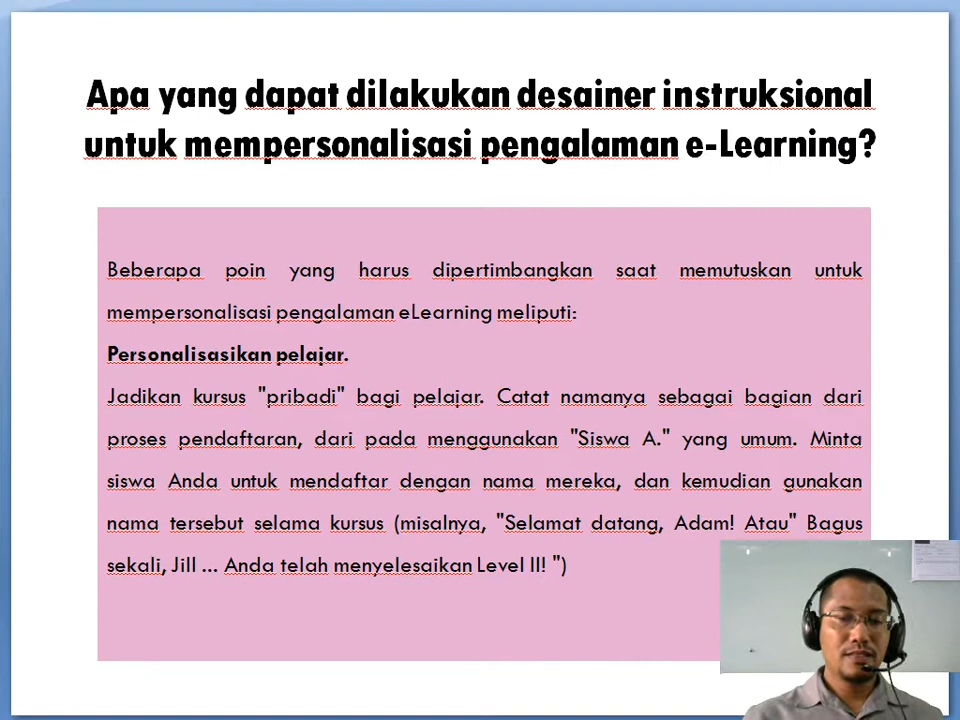 Apa yang dapat dilakukan desainer instruksional
untuk mempersonalisasi pengalaman e-Learning?
Beberapa poin yang harus dipertimbangkan saat memutuskan untuk
mempersonalisasi pengalaman eLearning meliputi:
Personalisasikan pelajar.
Jadikan kursus "pribadi" bagi pelajar. Catat namanya sebagai bagian dari
proses pendaftaran, dari pada menggunakan "Siswa A." yang umum. Minta
siswa Anda untuk mendaftar dengan nama mereka, dan kemudian gunakan
nama tersebut selama kursus (misalnya, "Selamat datang, Adam! Atau" Bagus
sekali, Jill ... Anda telah menyelesaikan Level II! ")